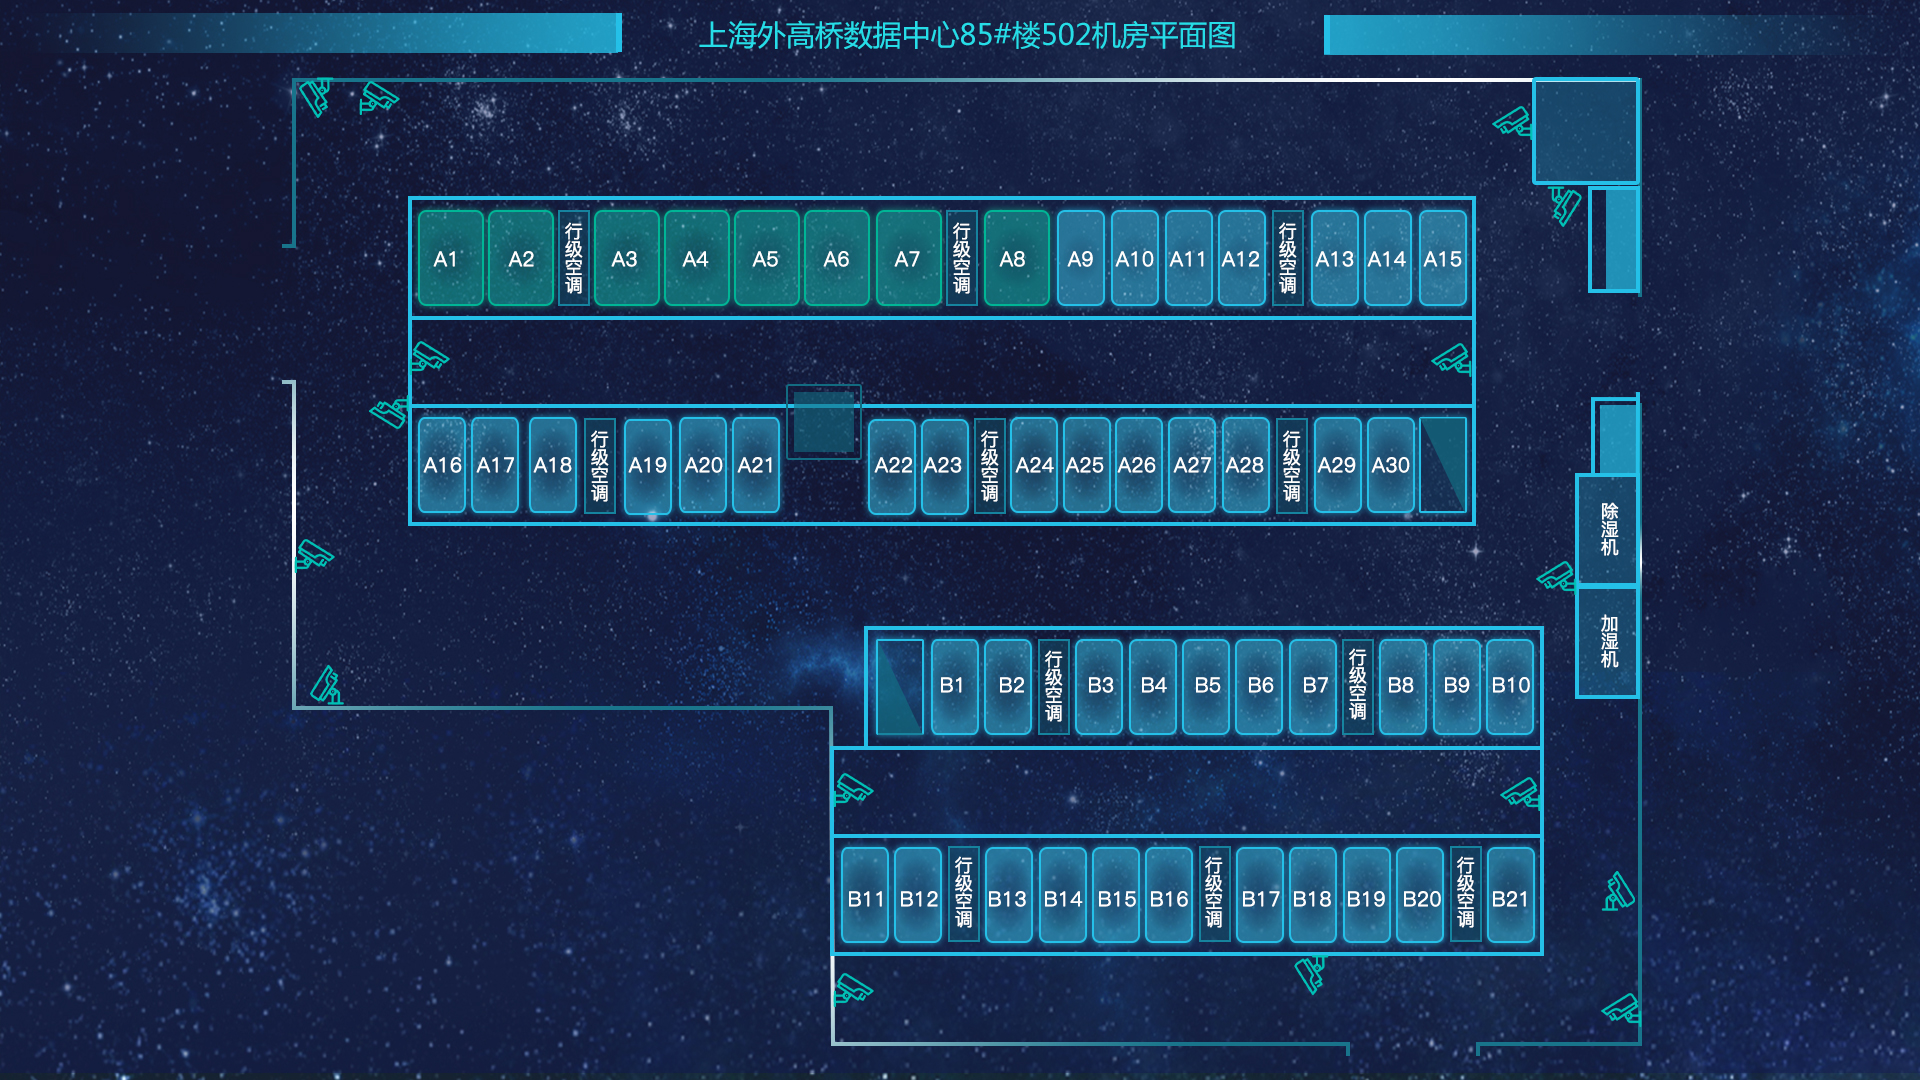 上海外高桥数据中心85#楼502机房平面图
A1 A2 行级空调 A3 A4 A5 A6 A7 行级空调 A8 A9 A10 A11 A12 行级空调 A13 A14 A15
A16 A17 A18 行级空调 A19 A20 A21 A22 A23 行级空调 A24 A25 A26 A27 A28 行级空调 A29 A30
除湿机
加湿机
B1 B2 行级空调 B3 B4 B5 B6 B7 行级空调 B8 B9 B10
B11 B12 行级空调 B13 B14 B15 B16 行级空调 B17 B18 B19 B20 行级空调 B21